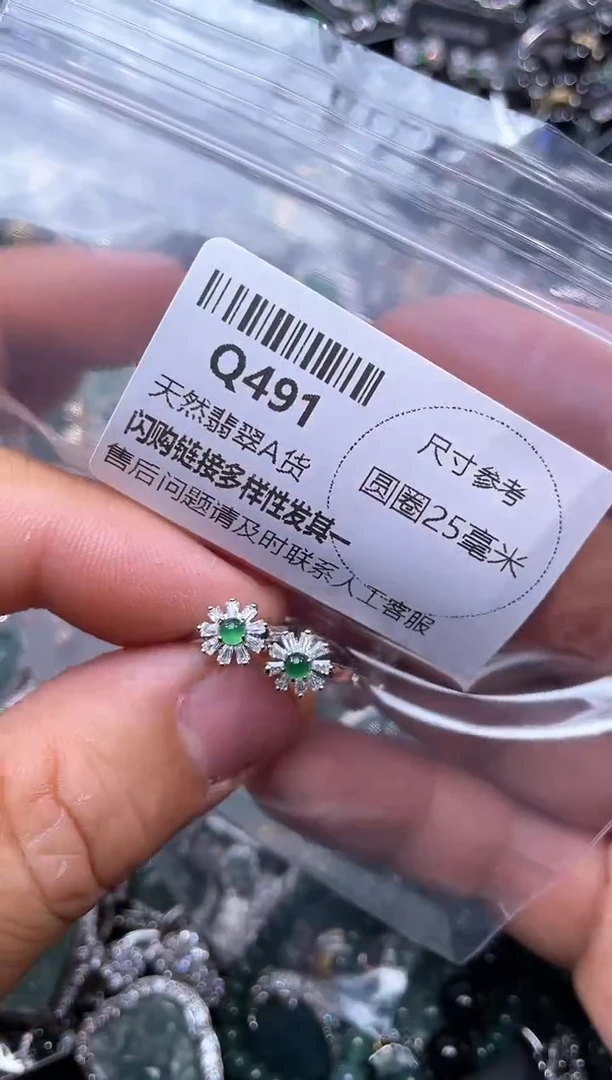 Q491
天然翡翠A货
闪购链接多样性发其一
售后问题请及时联系人工客服
尺寸参考
圆圈25毫米